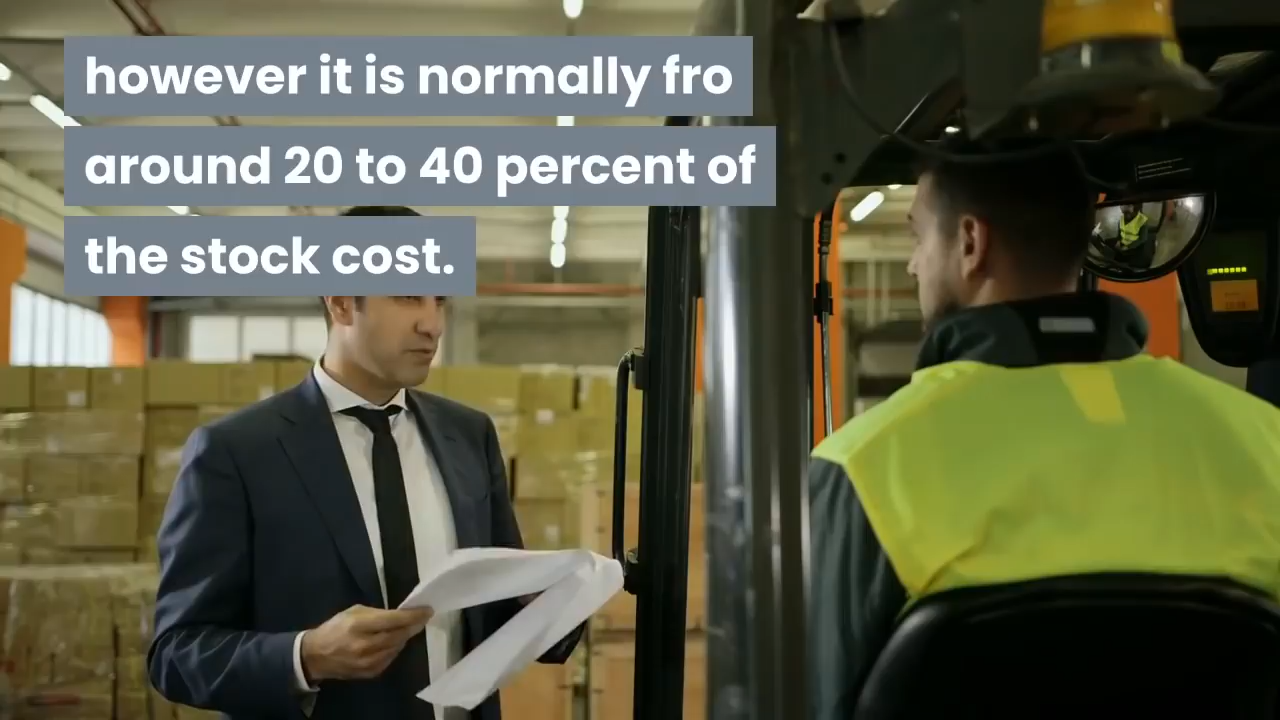 however it is normally fro
around 20 to 40 percent of
the stock cost.